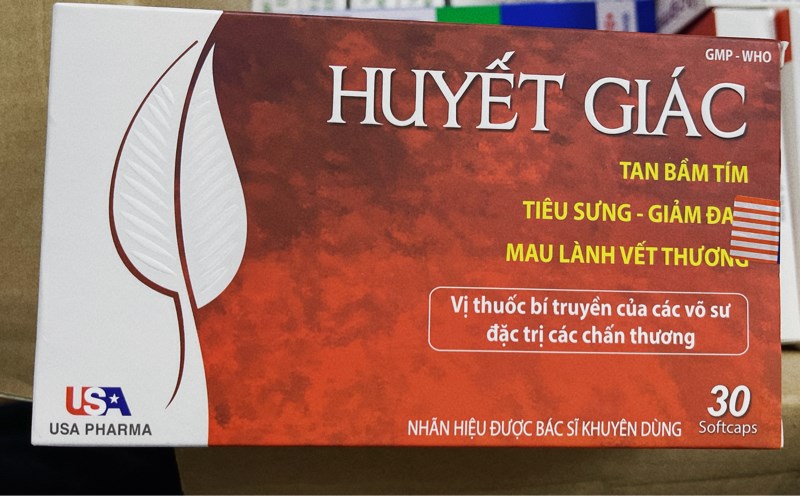 GMP - WHO
HUYẾT GIÁC
TAN BẦM TÍM
TIÊU SƯNG - GIẢM ĐA
MAU LÀNH VẾT THƯƠNG
Vị thuốc bí truyền của các võ sư
đặc trị các chấn thương
USA
USA PHARMA
NHÃN HIỆU ĐƯỢC BÁC SĨ KHUYÊN DÙNG
30
Softcaps